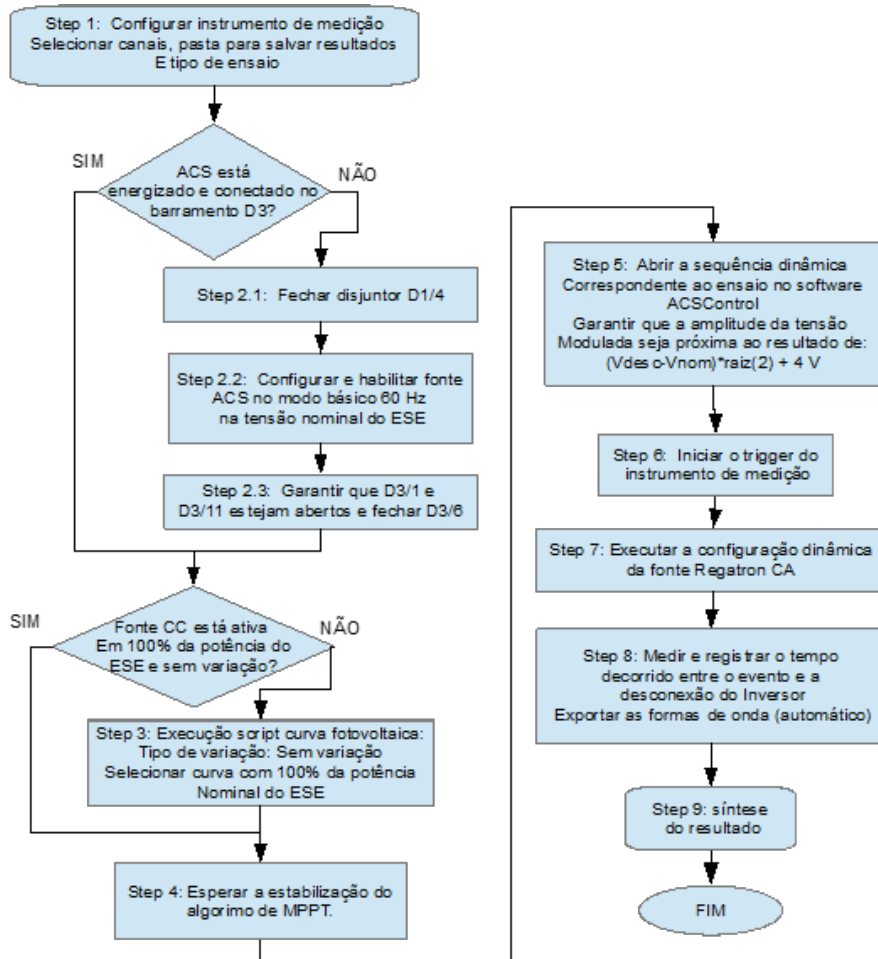 Step 1:  Configurar instrumento de medição
Selecionar canais, pasta para salvar resultados
E tipo de ensaio
SIM
ACS está
energizado e conectado no
barramento D3?
NÃO
Step 2.1:  Fechar disjuntor D1/4
Step 2.2:  Configurar e habilitar fonte
ACS no modo básico 60 Hz
na tensão nominal do ESE
Step 2.3:  Garantir que D3/1 e
D3/11 estejam abertos e fechar D3/6
SIM
Fonte CC está ativa
Em 100% da potência do
ESE e sem variação?
NÃO
Step 3: Execução script curva fotovoltaica:
Tipo de variação: Sem variação
Selecionar curva com 100% da potência
Nominal do ESE
Step 4: Esperar a estabilização do
algorimo de MPPT.
Step 5:  Abrir a sequência dinâmica
Correspondente ao ensaio no software
ACSControl
Garantir que a amplitude da tensão
Modulada seja próxima ao resultado de:
(Vdesc-Vnom)*raiz(2) + 4 V
Step 6:  Iniciar o trigger do
instrumento de medição
Step 7: Executar a configuração dinâmica
da fonte Regatron CA
Step 8: Medir e registrar o tempo
decorrido entre o evento e a
desconexão do Inversor
Exportar as formas de onda (automático)
Step 9: síntese
do resultado
FIM